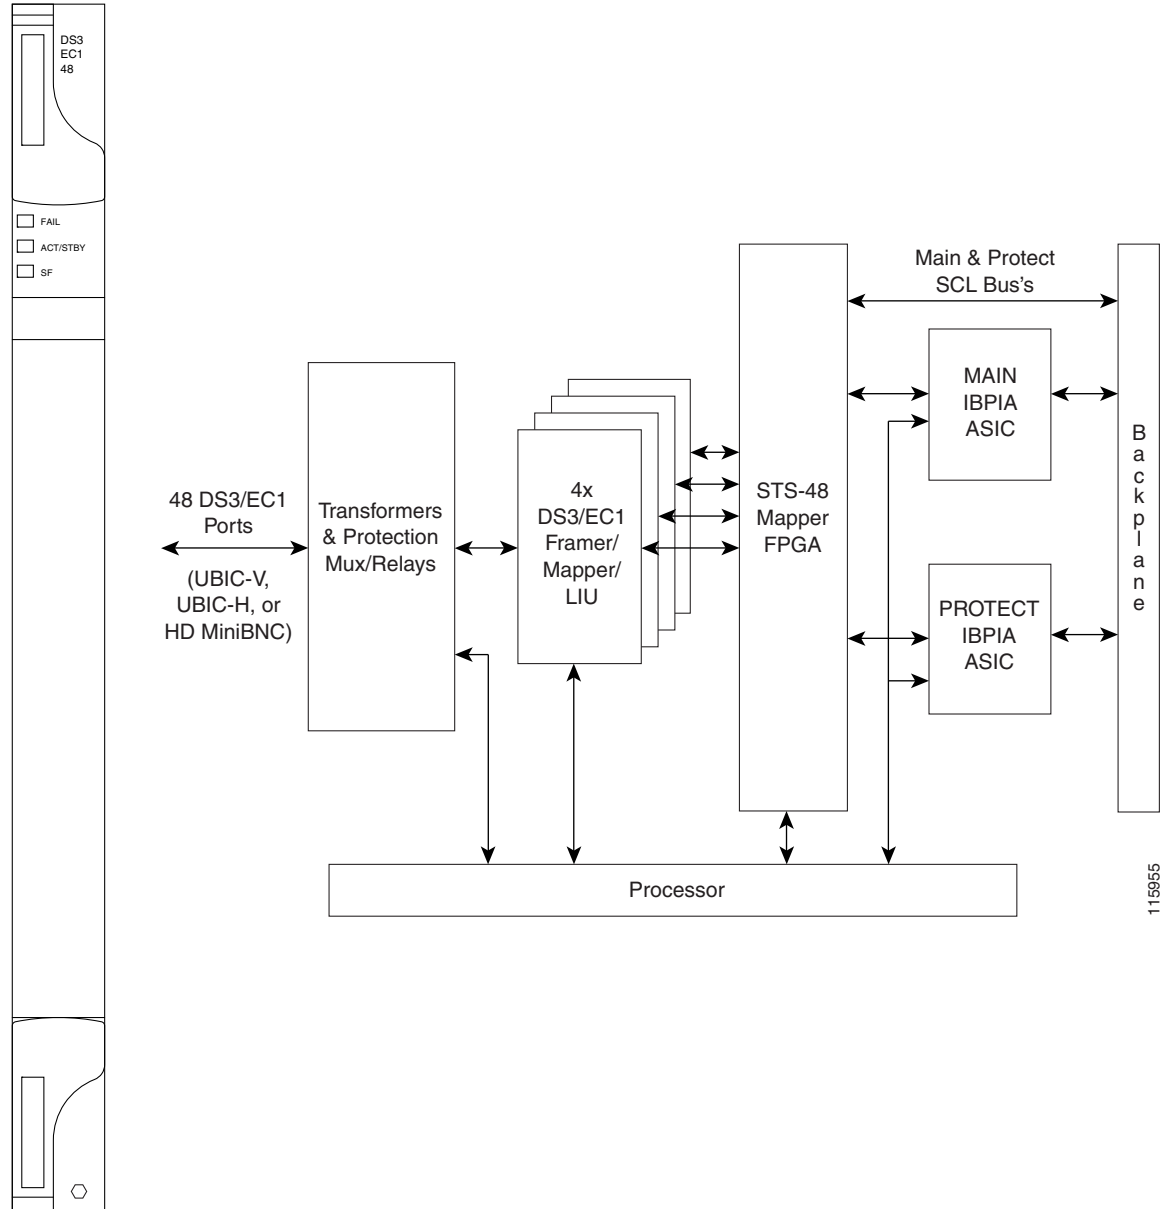 DS3
EC1
48
FAIL
ACT/STBY
SF
48 DS3/EC1
Ports
(UBIC-V,
UBIC-H, or
HD MiniBNC)
Transformers
& Protection
Mux/Relays
4x
DS3/EC1
Framer/
Mapper/
LIU
STS-48
Mapper
FPGA
Main & Protect
SCL Bus's
MAIN
IBPIA
ASIC
PROTECT
IBPIA
ASIC
Backplane
Processor
115955